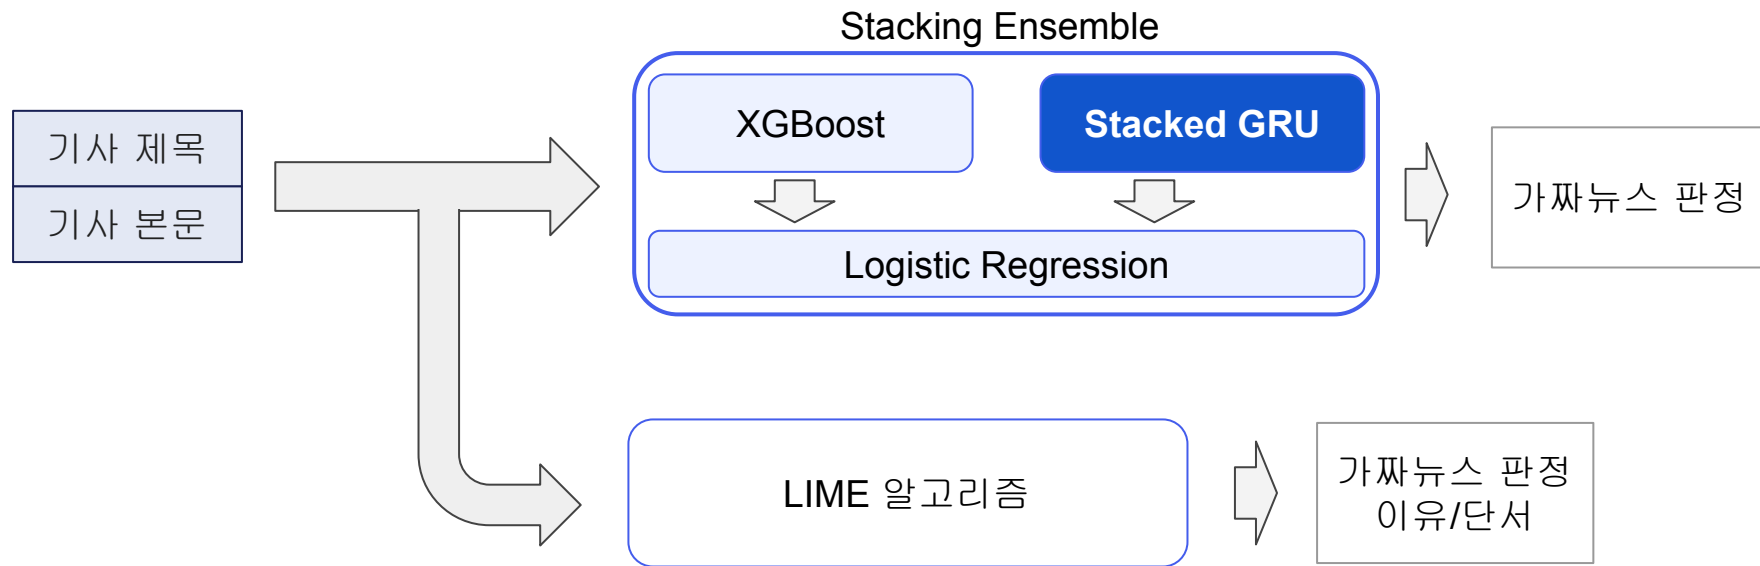 Stacking Ensemble
기사 제목
기사 본문
XGBoost
Stacked GRU
Logistic Regression
가짜뉴스 판정
LIME 알고리즘
가짜뉴스 판정
이유/단서